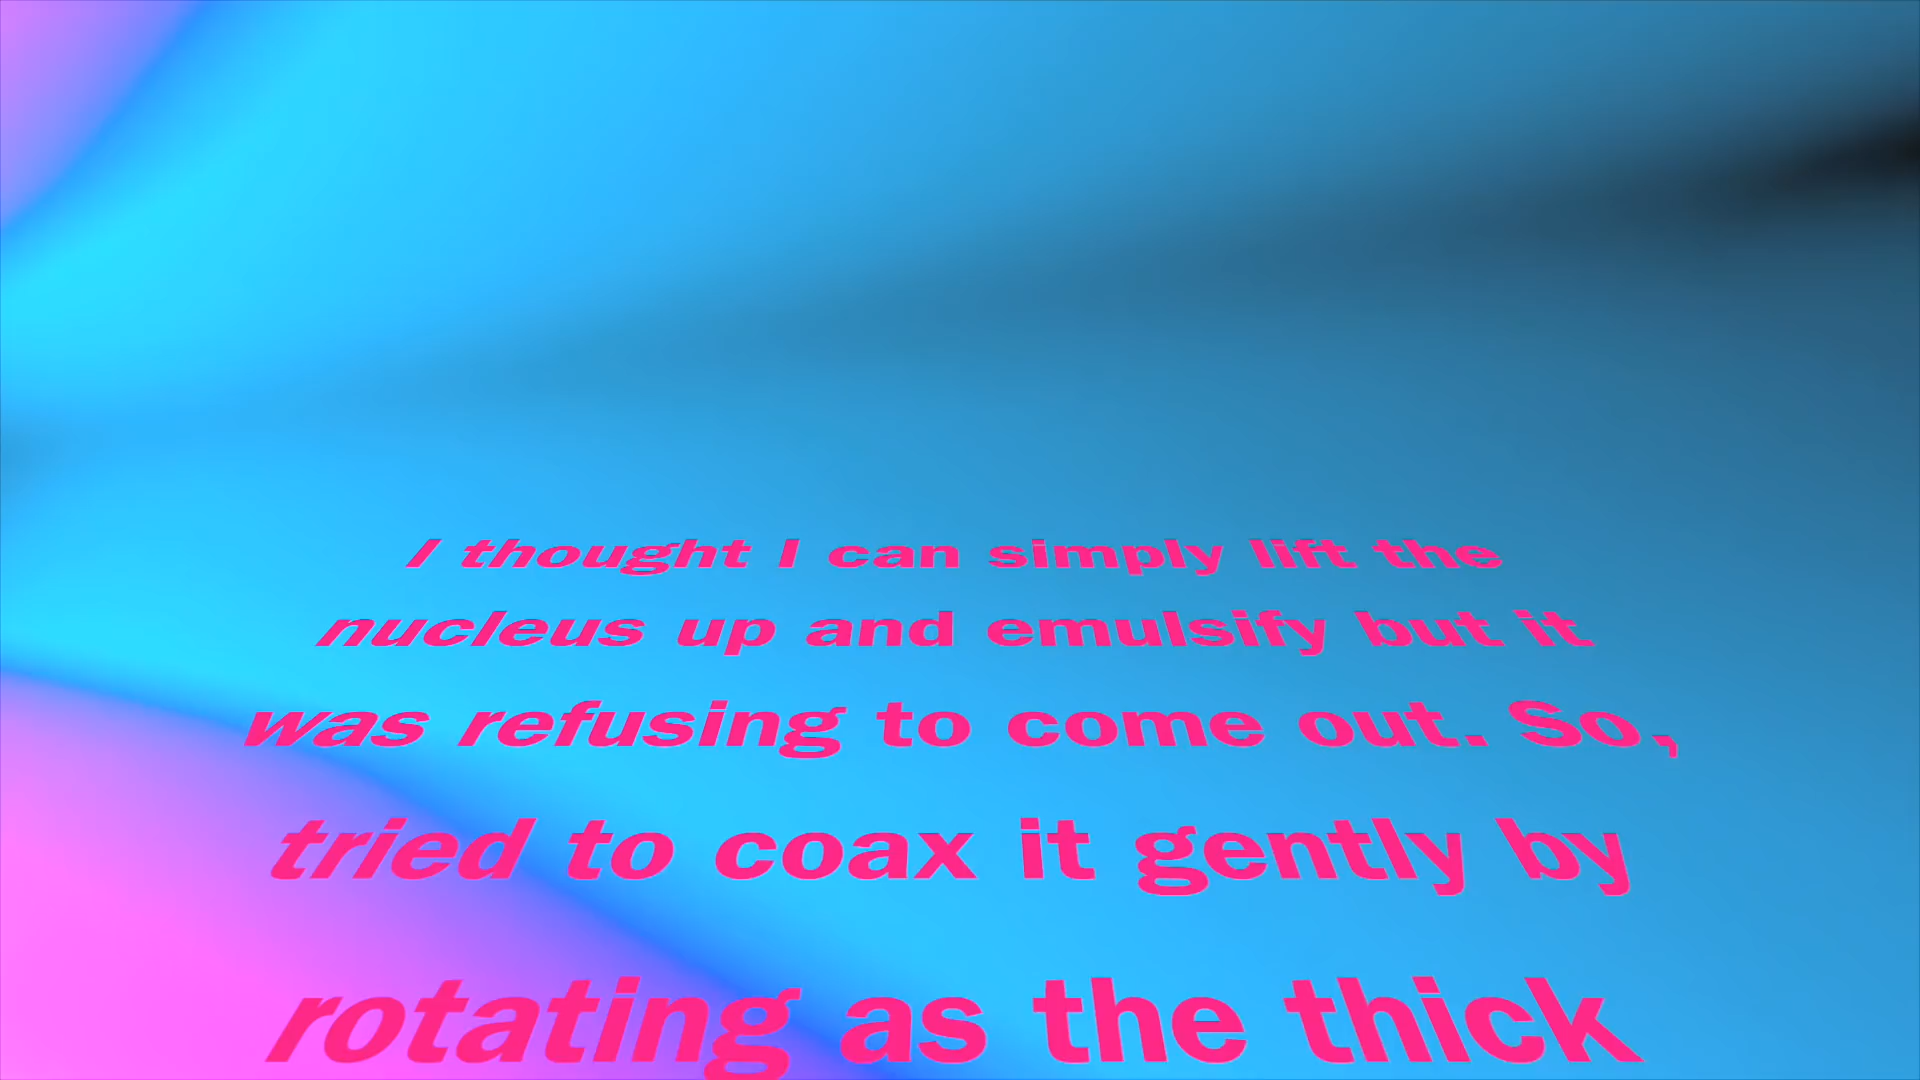 I thought I can simply lift the
nucleus up and emulsify but it
was refusing to come out. So,
tried to coax it gently by
rotating as the thick